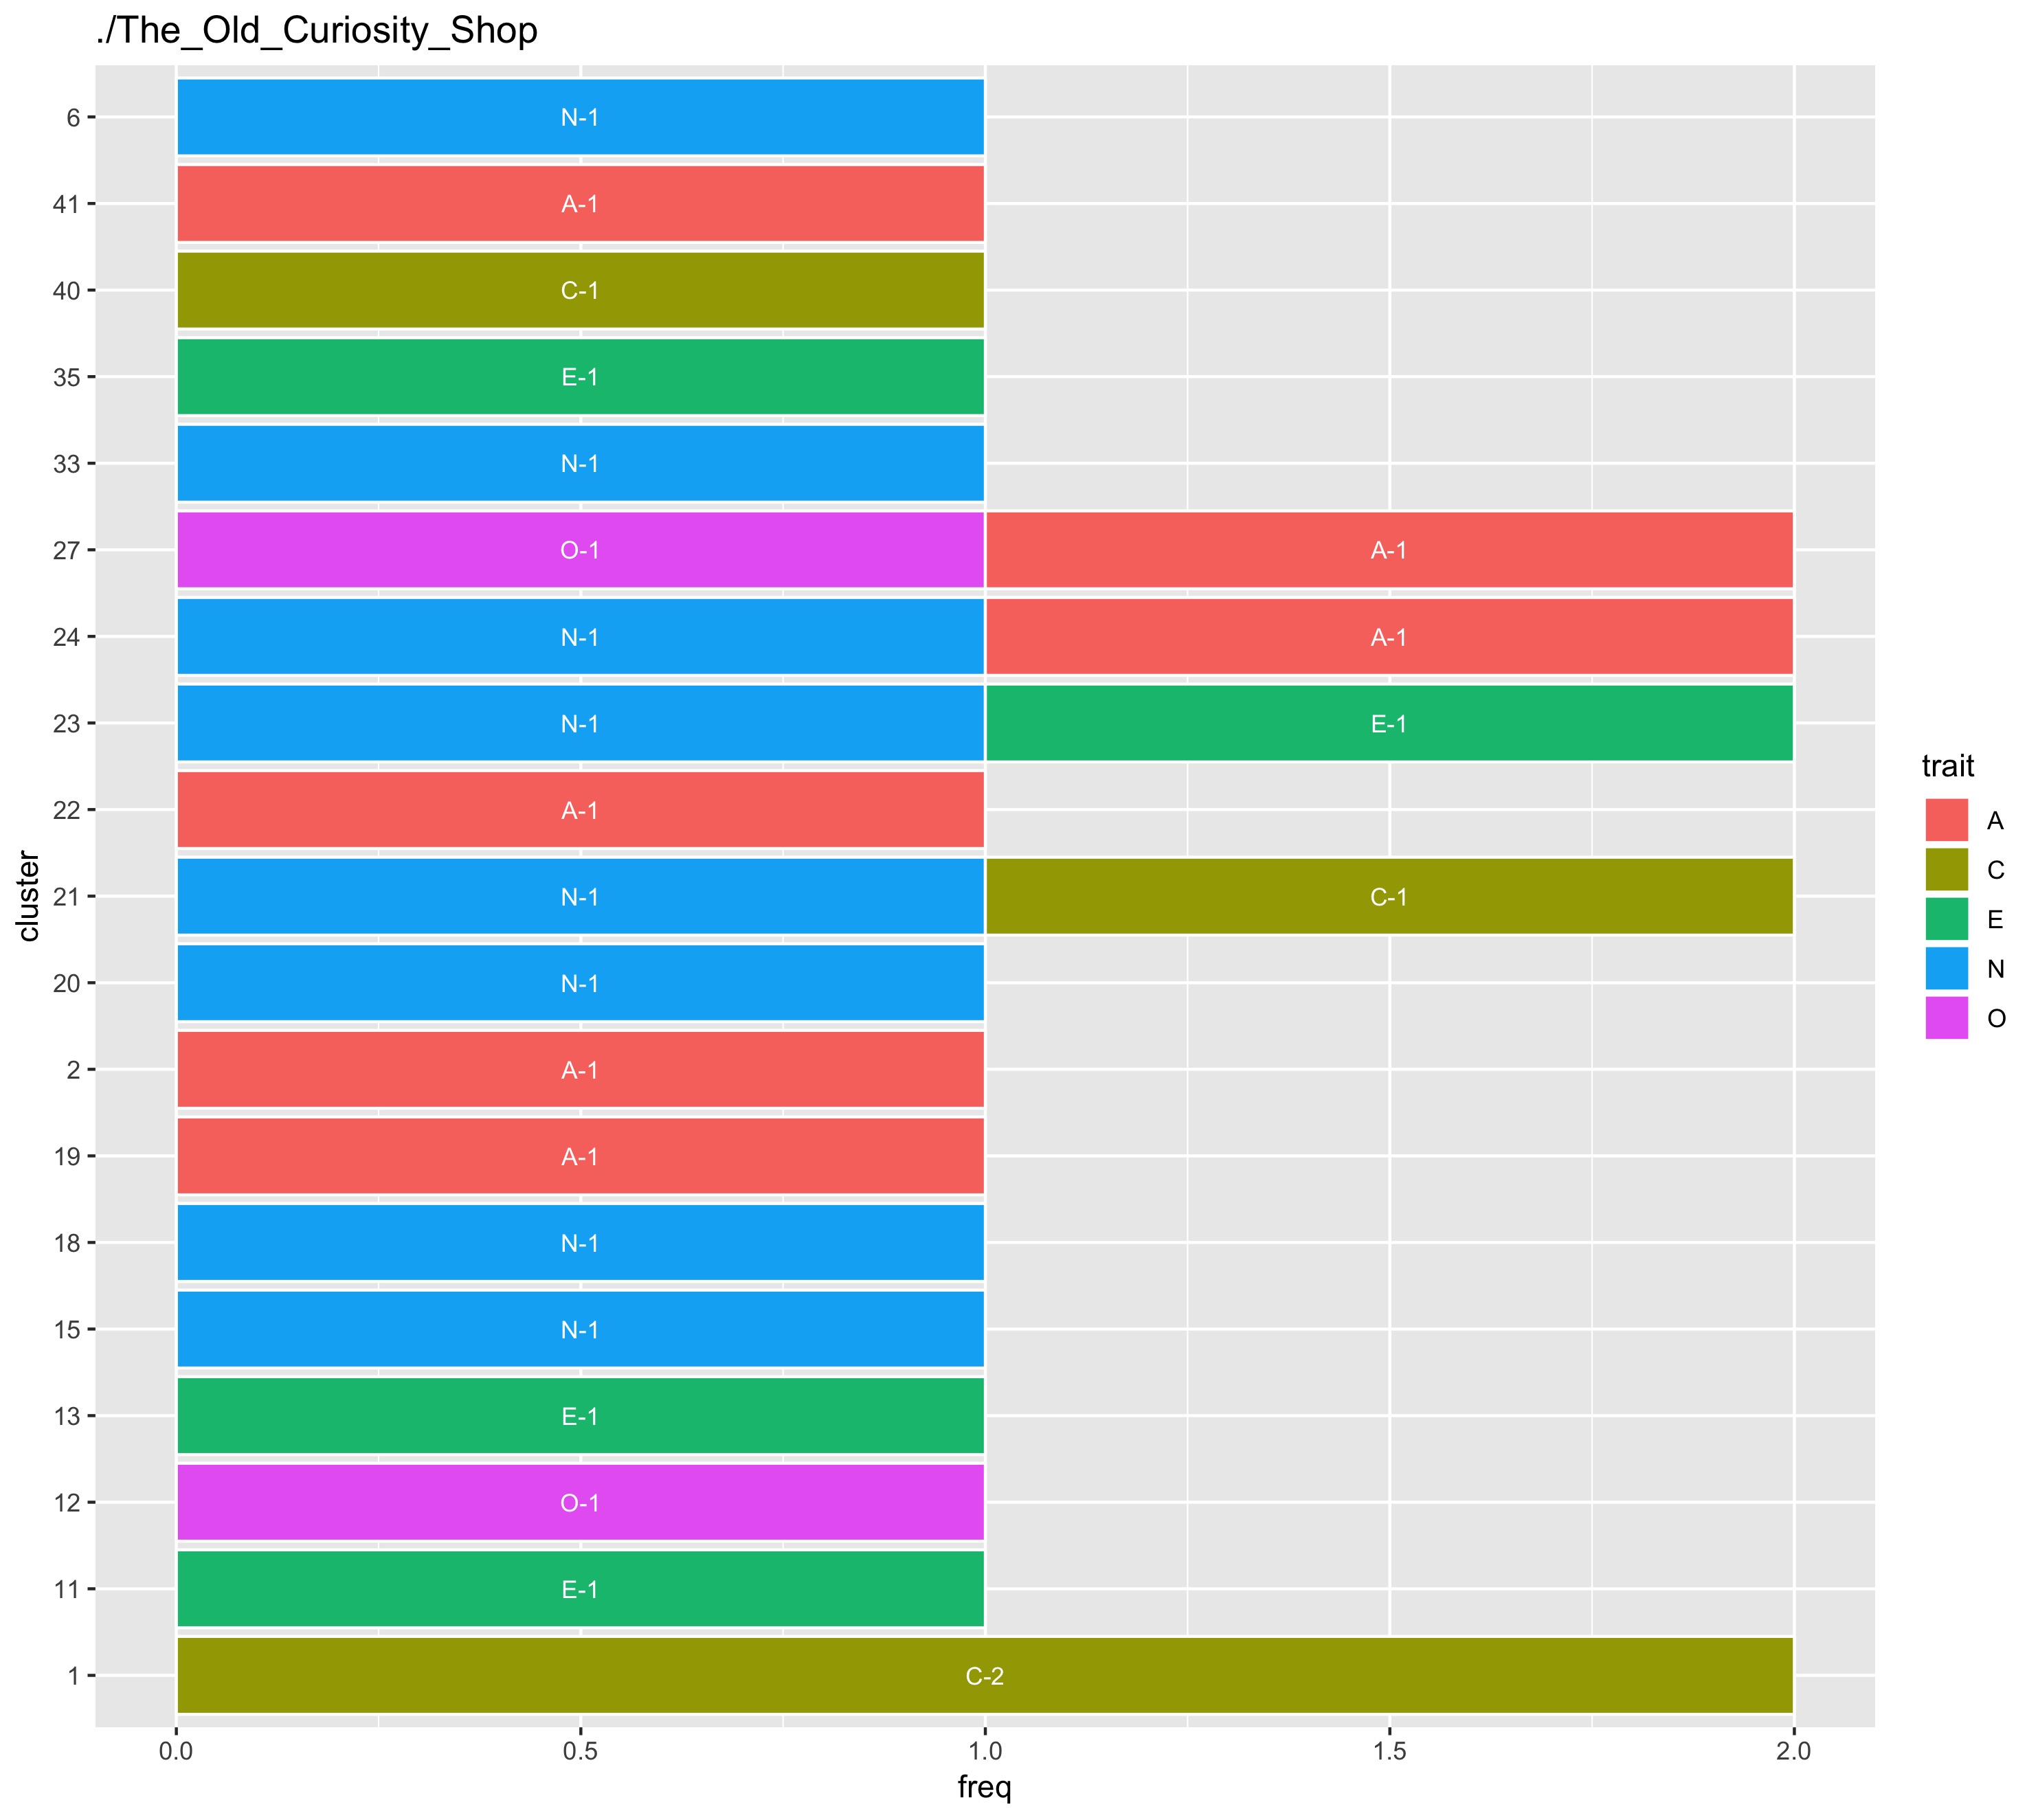 ./The_Old_Curiosity_Shop
6 N-1
41 A-1
40 C-1
35 E-1
33 N-1
27 O-1 A-1
24 N-1 A-1
23 N-1 E-1
22 A-1
21 N-1 C-1
20 N-1
2 A-1
19 A-1
18 N-1
15 N-1
13 E-1
12 O-1
11 E-1
1 C-2
0.0 0.5 1.0 1.5 2.0
freq
cluster
trait
A
C
E
N
O